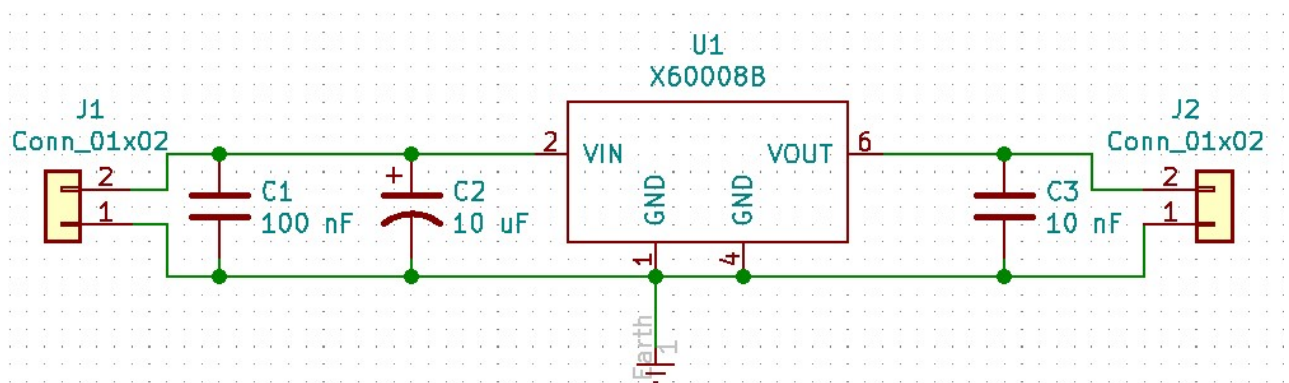 U1
X60008B
J1
Conn_01x02
J2
Conn_01x02
2 VIN VOUT 6
2
+
C1
C2
C3
2
1
100 nF
10 uF
10 nF
1
GND
GND
1
4
Earth
1